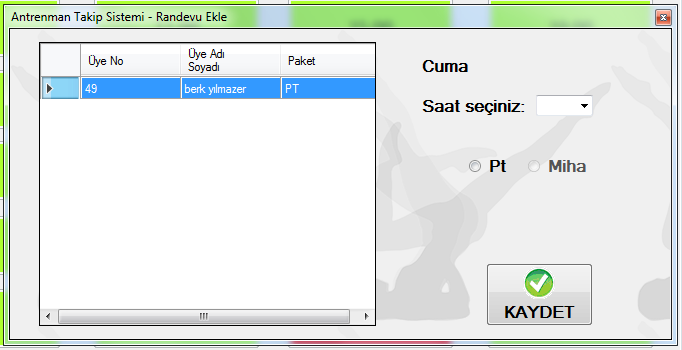 Antrenman Takip Sistemi - Randevu Ekle
Üye No
Üye Adı
Soyadı
Paket
49
berk yılmazer
PT
Cuma
Saat seçiniz:
Pt
Miha
KAYDET